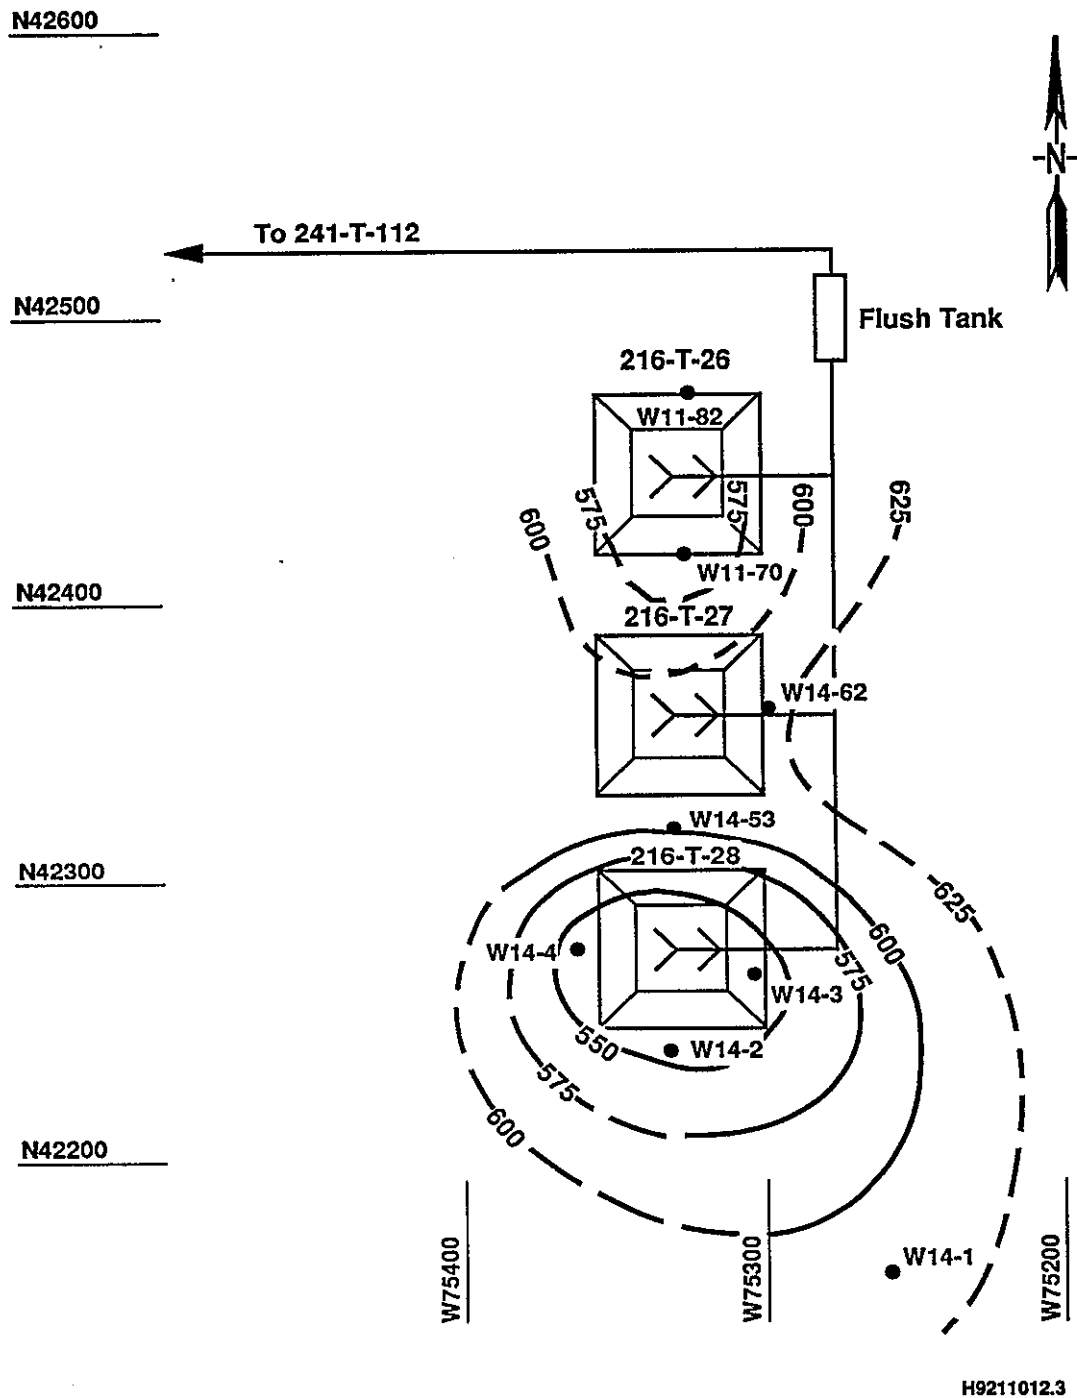 N42600
N
To 241-T-112
N42500
Flush Tank
216-T-26
W11-82
575
575
600
600
625
W11-70
N42400
216-T-27
W14-62
W14-53
N42300
216-T-28
625
600
W14-4
575
W14-3
550
W14-2
575
600
N42200
W75400
W75300
W75200
W14-1
H9211012.3